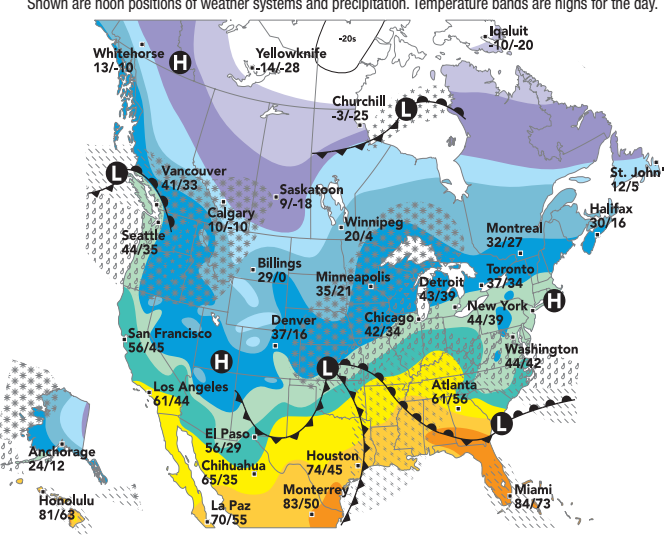 Shown are noon positions of weather systems and precipitation. Temperature bands are highs for the day.
-20s
Iqaluit
-10/-20
Whitehorse
13/-10
H
Yellowknife
-14/-28
Churchill
-3/-25
L
L
Vancouver
41/33
St. John'
12/5
Saskatoon
9/-18
Calgary
10/-10
Halifax
30/16
Winnipeg
20/4
Montreal
32/27
Seattle
44/35
Billings
29/0
Minneapolis
35/21
Detroit
43/39
Toronto
37/34
H
New York
44/39
Denver
37/16
Chicago
42/34
San Francisco
56/45
Washington
44/42
H
L
Los Angeles
61/44
Atlanta
61/56
L
El Paso
56/29
Houston
74/45
Anchorage
24/12
Chihuahua
65/35
Monterrey
83/50
Miami
84/73
Honolulu
81/63
La Paz
70/55